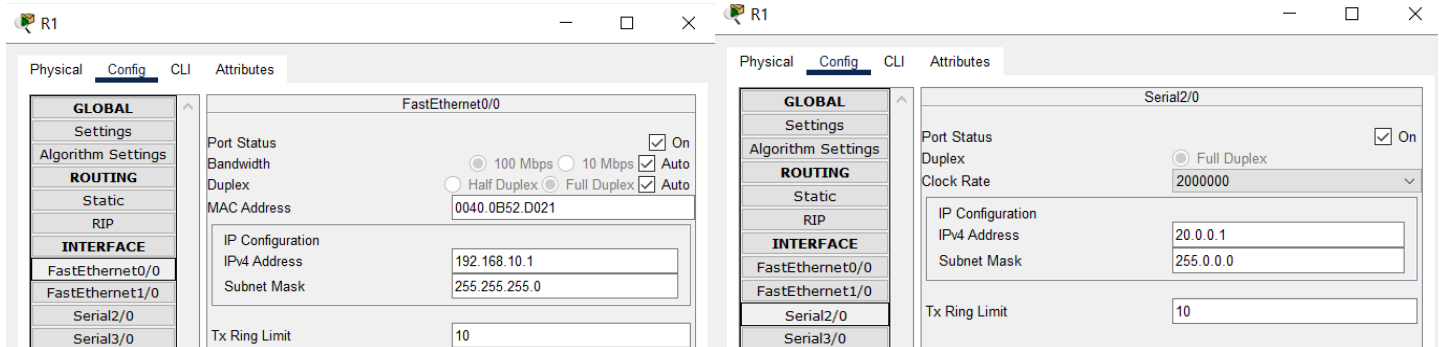 R1
Physical Config CLI Attributes
GLOBAL
Settings
Algorithm Settings
ROUTING
Static
RIP
INTERFACE
FastEthernet0/0
FastEthernet1/0
Serial2/0
Serial3/0
FastEthernet0/0
Port Status On
Bandwidth 100 Mbps 10 Mbps Auto
Duplex Half Duplex Full Duplex Auto
MAC Address 0040.0B52.D021
IP Configuration
IPv4 Address 192.168.10.1
Subnet Mask 255.255.255.0
Tx Ring Limit 10
R1
Physical Config CLI Attributes
GLOBAL
Settings
Algorithm Settings
ROUTING
Static
RIP
INTERFACE
FastEthernet0/0
FastEthernet1/0
Serial2/0
Serial3/0
Serial2/0
Port Status On
Duplex Full Duplex
Clock Rate 2000000
IP Configuration
IPv4 Address 20.0.0.1
Subnet Mask 255.0.0.0
Tx Ring Limit 10